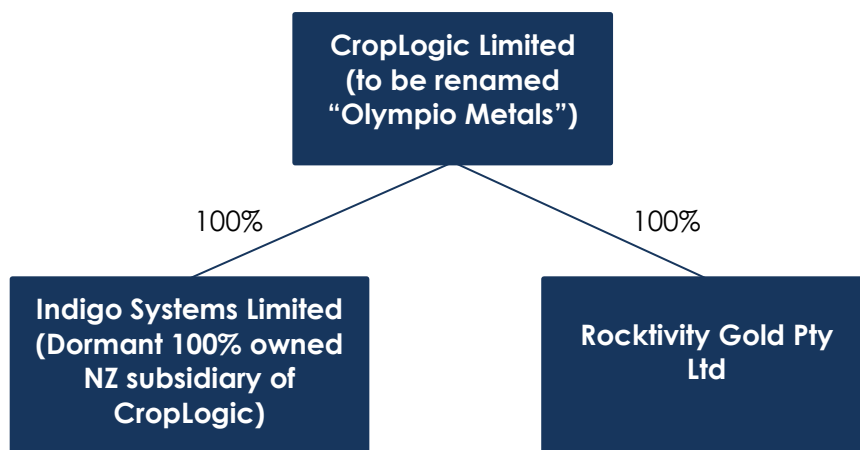 CropLogic Limited
(to be renamed
“Olympio Metals”)
100%
100%
Indigo Systems Limited
(Dormant 100% owned
NZ subsidiary of
CropLogic)
Rocktivity Gold Pty
Ltd